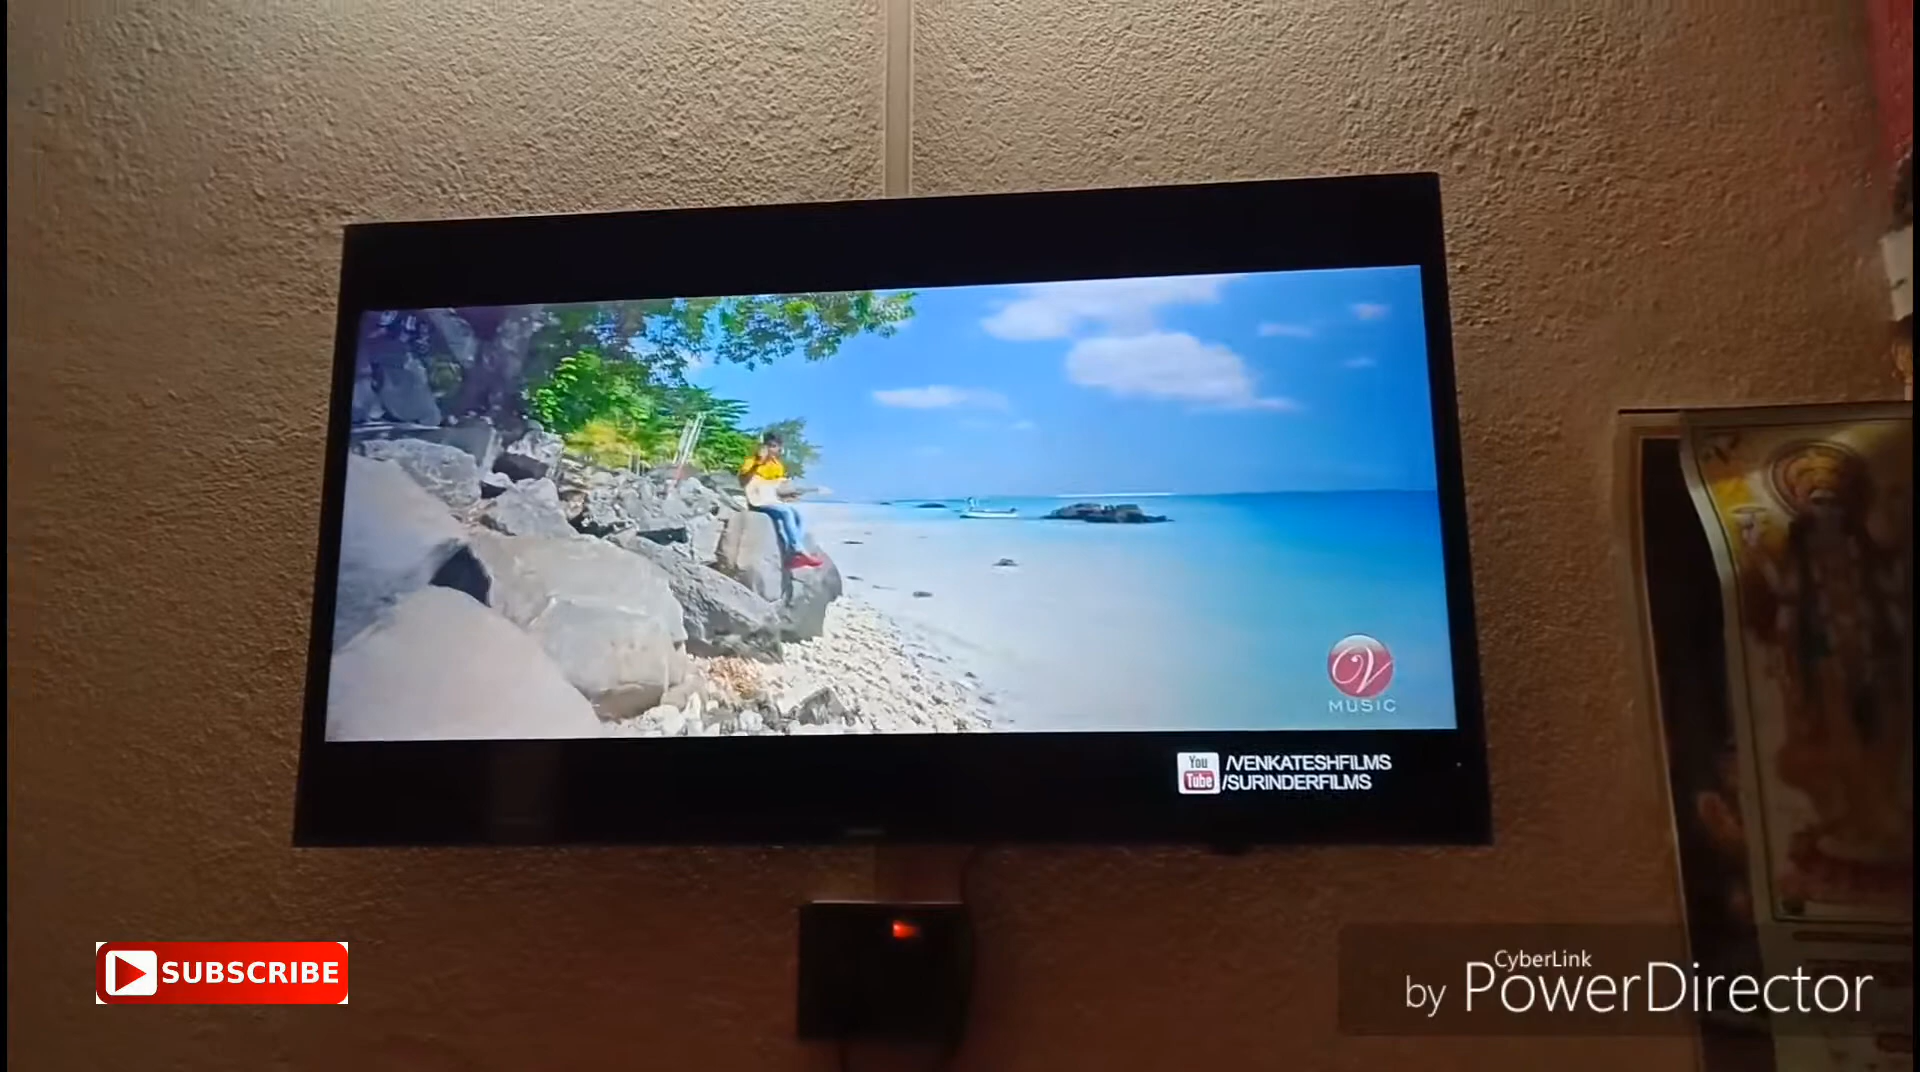 V
MUSIC
You
Tube
/VENKATESHFILMS
/SURINDERFILMS
SUBSCRIBE
CyberLink
by PowerDirector